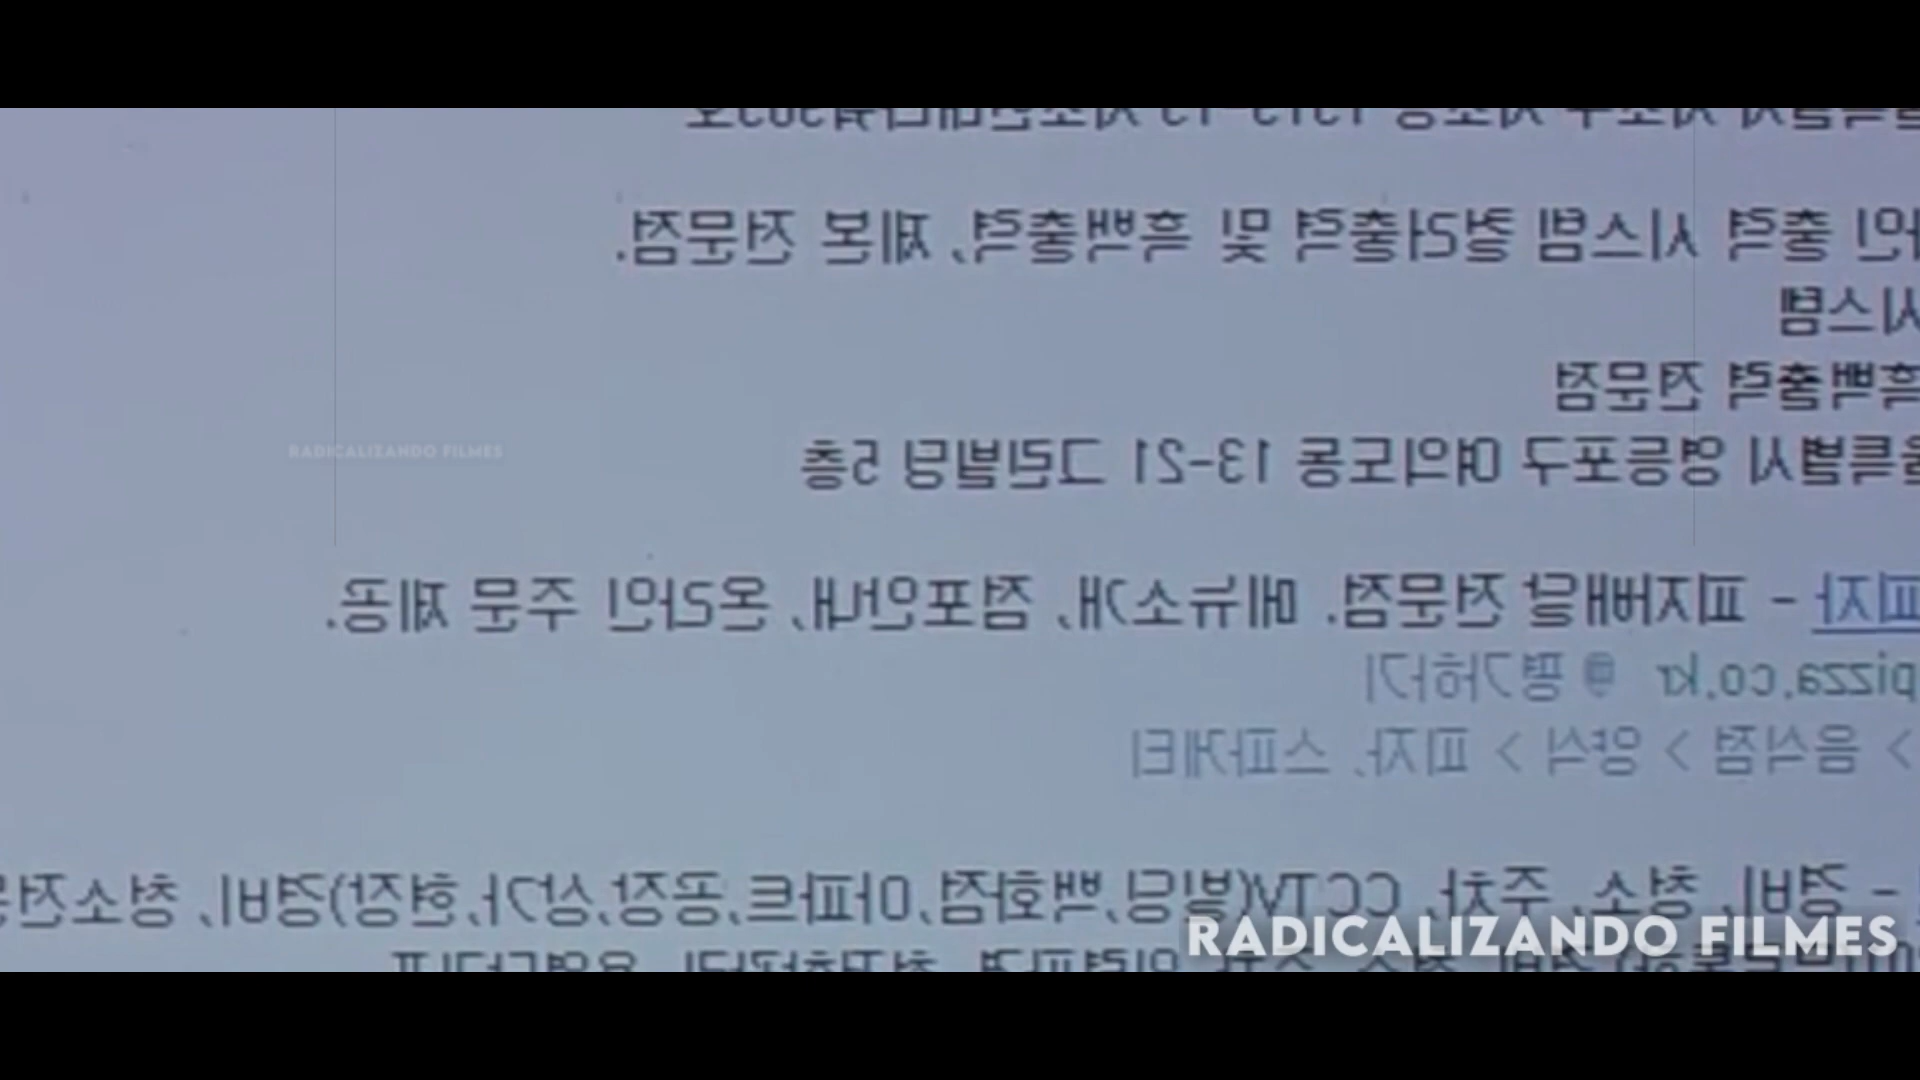 인 출력 시스템 컬러출력 및 흑백출력, 제본 전문점.
시스템
흑백출력 전문점
특별시 영등포구 여의도동 13-21 그린빌딩 5층
RADICALIZANDO FILMES
피자 - 피자배달 전문점. 메뉴소개, 점포안내, 온라인 주문 제공.
pizza.co.kr 평가하기
> 음식점 > 양식 > 피자, 스파게티
- 경비, 청소, 주차, CCTV(빌딩,백화점,아파트,공장,상가,현장)경비, 청소전
RADICALIZANDO FILMES